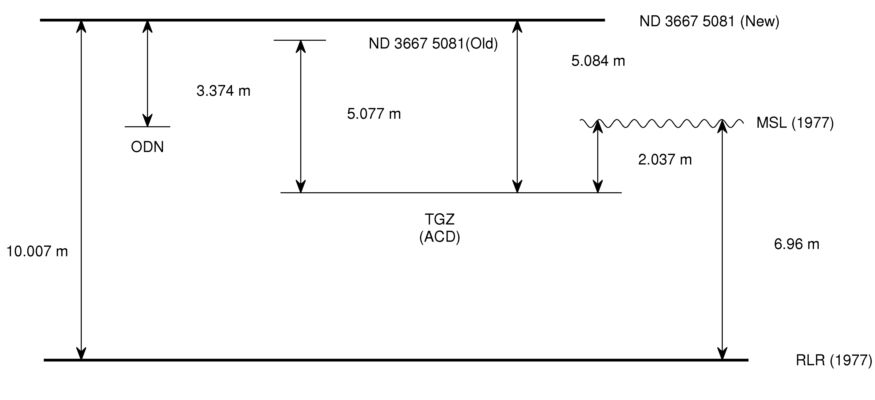 ND 3667 5081 (New)
ND 3667 5081(Old)
5.084 m
3.374 m
5.077 m
MSL (1977)
ODN
2.037 m
TGZ
(ACD)
10.007 m
6.96 m
RLR (1977)